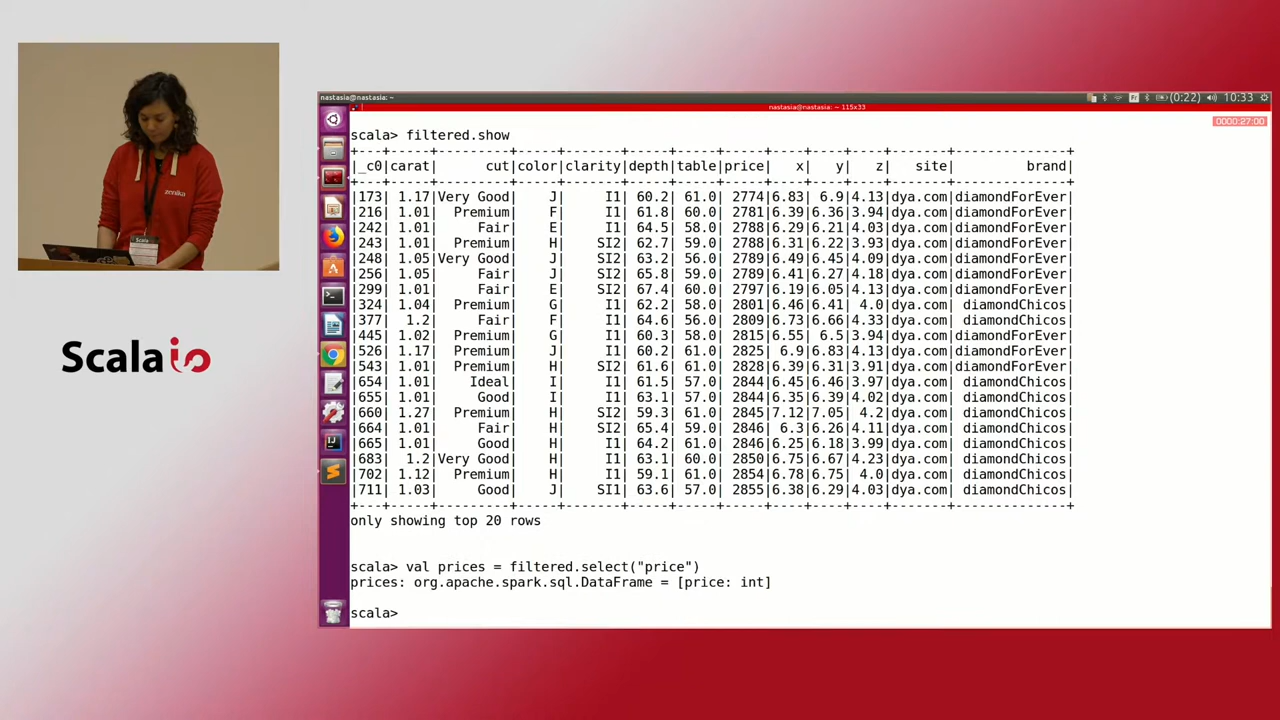 zenika
Scala
Scala io
nastasia@nastasia: ~
Fr
(0:22)
10:33
nastasia@nastasia: ~ 115x33
0000:27:00
scala> filtered.show
+---+-----+---------+-----+-------+-----+-----+-----+----+----+----+-------+--------------+
|_c0|carat|      cut|color|clarity|depth|table|price|   x|   y|   z|   site|         brand|
+---+-----+---------+-----+-------+-----+-----+-----+----+----+----+-------+--------------+
|173| 1.17|Very Good|    J|     I1| 60.2| 61.0| 2774|6.83| 6.9|4.13|dya.com|diamondForEver|
|216| 1.01|  Premium|    F|     I1| 61.8| 60.0| 2781|6.39|6.36|3.94|dya.com|diamondForEver|
|242| 1.01|     Fair|    E|     I1| 64.5| 58.0| 2788|6.29|6.21|4.03|dya.com|diamondForEver|
|243| 1.01|  Premium|    H|    SI2| 62.7| 59.0| 2788|6.31|6.22|3.93|dya.com|diamondForEver|
|248| 1.05|Very Good|    J|    SI2| 63.2| 56.0| 2789|6.49|6.45|4.09|dya.com|diamondForEver|
|256| 1.05|     Fair|    J|    SI2| 65.8| 59.0| 2789|6.41|6.27|4.18|dya.com|diamondForEver|
|299| 1.01|     Fair|    E|    SI2| 67.4| 60.0| 2797|6.19|6.05|4.13|dya.com|diamondForEver|
|324| 1.04|  Premium|    G|     I1| 62.2| 58.0| 2801|6.46|6.41| 4.0|dya.com| diamondChicos|
|377|  1.2|     Fair|    F|     I1| 64.6| 56.0| 2809|6.73|6.66|4.33|dya.com| diamondChicos|
|445| 1.02|  Premium|    G|     I1| 60.3| 58.0| 2815|6.55| 6.5|3.94|dya.com|diamondForEver|
|526| 1.17|  Premium|    J|     I1| 60.2| 61.0| 2825| 6.9|6.83|4.13|dya.com|diamondForEver|
|543| 1.01|  Premium|    H|    SI2| 61.6| 61.0| 2828|6.39|6.31|3.91|dya.com|diamondForEver|
|654| 1.01|    Ideal|    I|     I1| 61.5| 57.0| 2844|6.45|6.46|3.97|dya.com| diamondChicos|
|655| 1.01|     Good|    I|     I1| 63.1| 57.0| 2844|6.35|6.39|4.02|dya.com| diamondChicos|
|660| 1.27|  Premium|    H|    SI2| 59.3| 61.0| 2845|7.12|7.05| 4.2|dya.com| diamondChicos|
|664| 1.01|     Fair|    H|    SI2| 65.4| 59.0| 2846| 6.3|6.26|4.11|dya.com| diamondChicos|
|665| 1.01|     Good|    H|     I1| 64.2| 61.0| 2846|6.25|6.18|3.99|dya.com| diamondChicos|
|683|  1.2|Very Good|    H|     I1| 63.1| 60.0| 2850|6.75|6.67|4.23|dya.com| diamondChicos|
|702| 1.12|  Premium|    H|     I1| 59.1| 61.0| 2854|6.78|6.75| 4.0|dya.com| diamondChicos|
|711| 1.03|     Good|    J|    SI1| 63.6| 57.0| 2855|6.38|6.29|4.03|dya.com| diamondChicos|
+---+-----+---------+-----+-------+-----+-----+-----+----+----+----+-------+--------------+
only showing top 20 rows
scala> val prices = filtered.select("price")
prices: org.apache.spark.sql.DataFrame = [price: int]
scala>